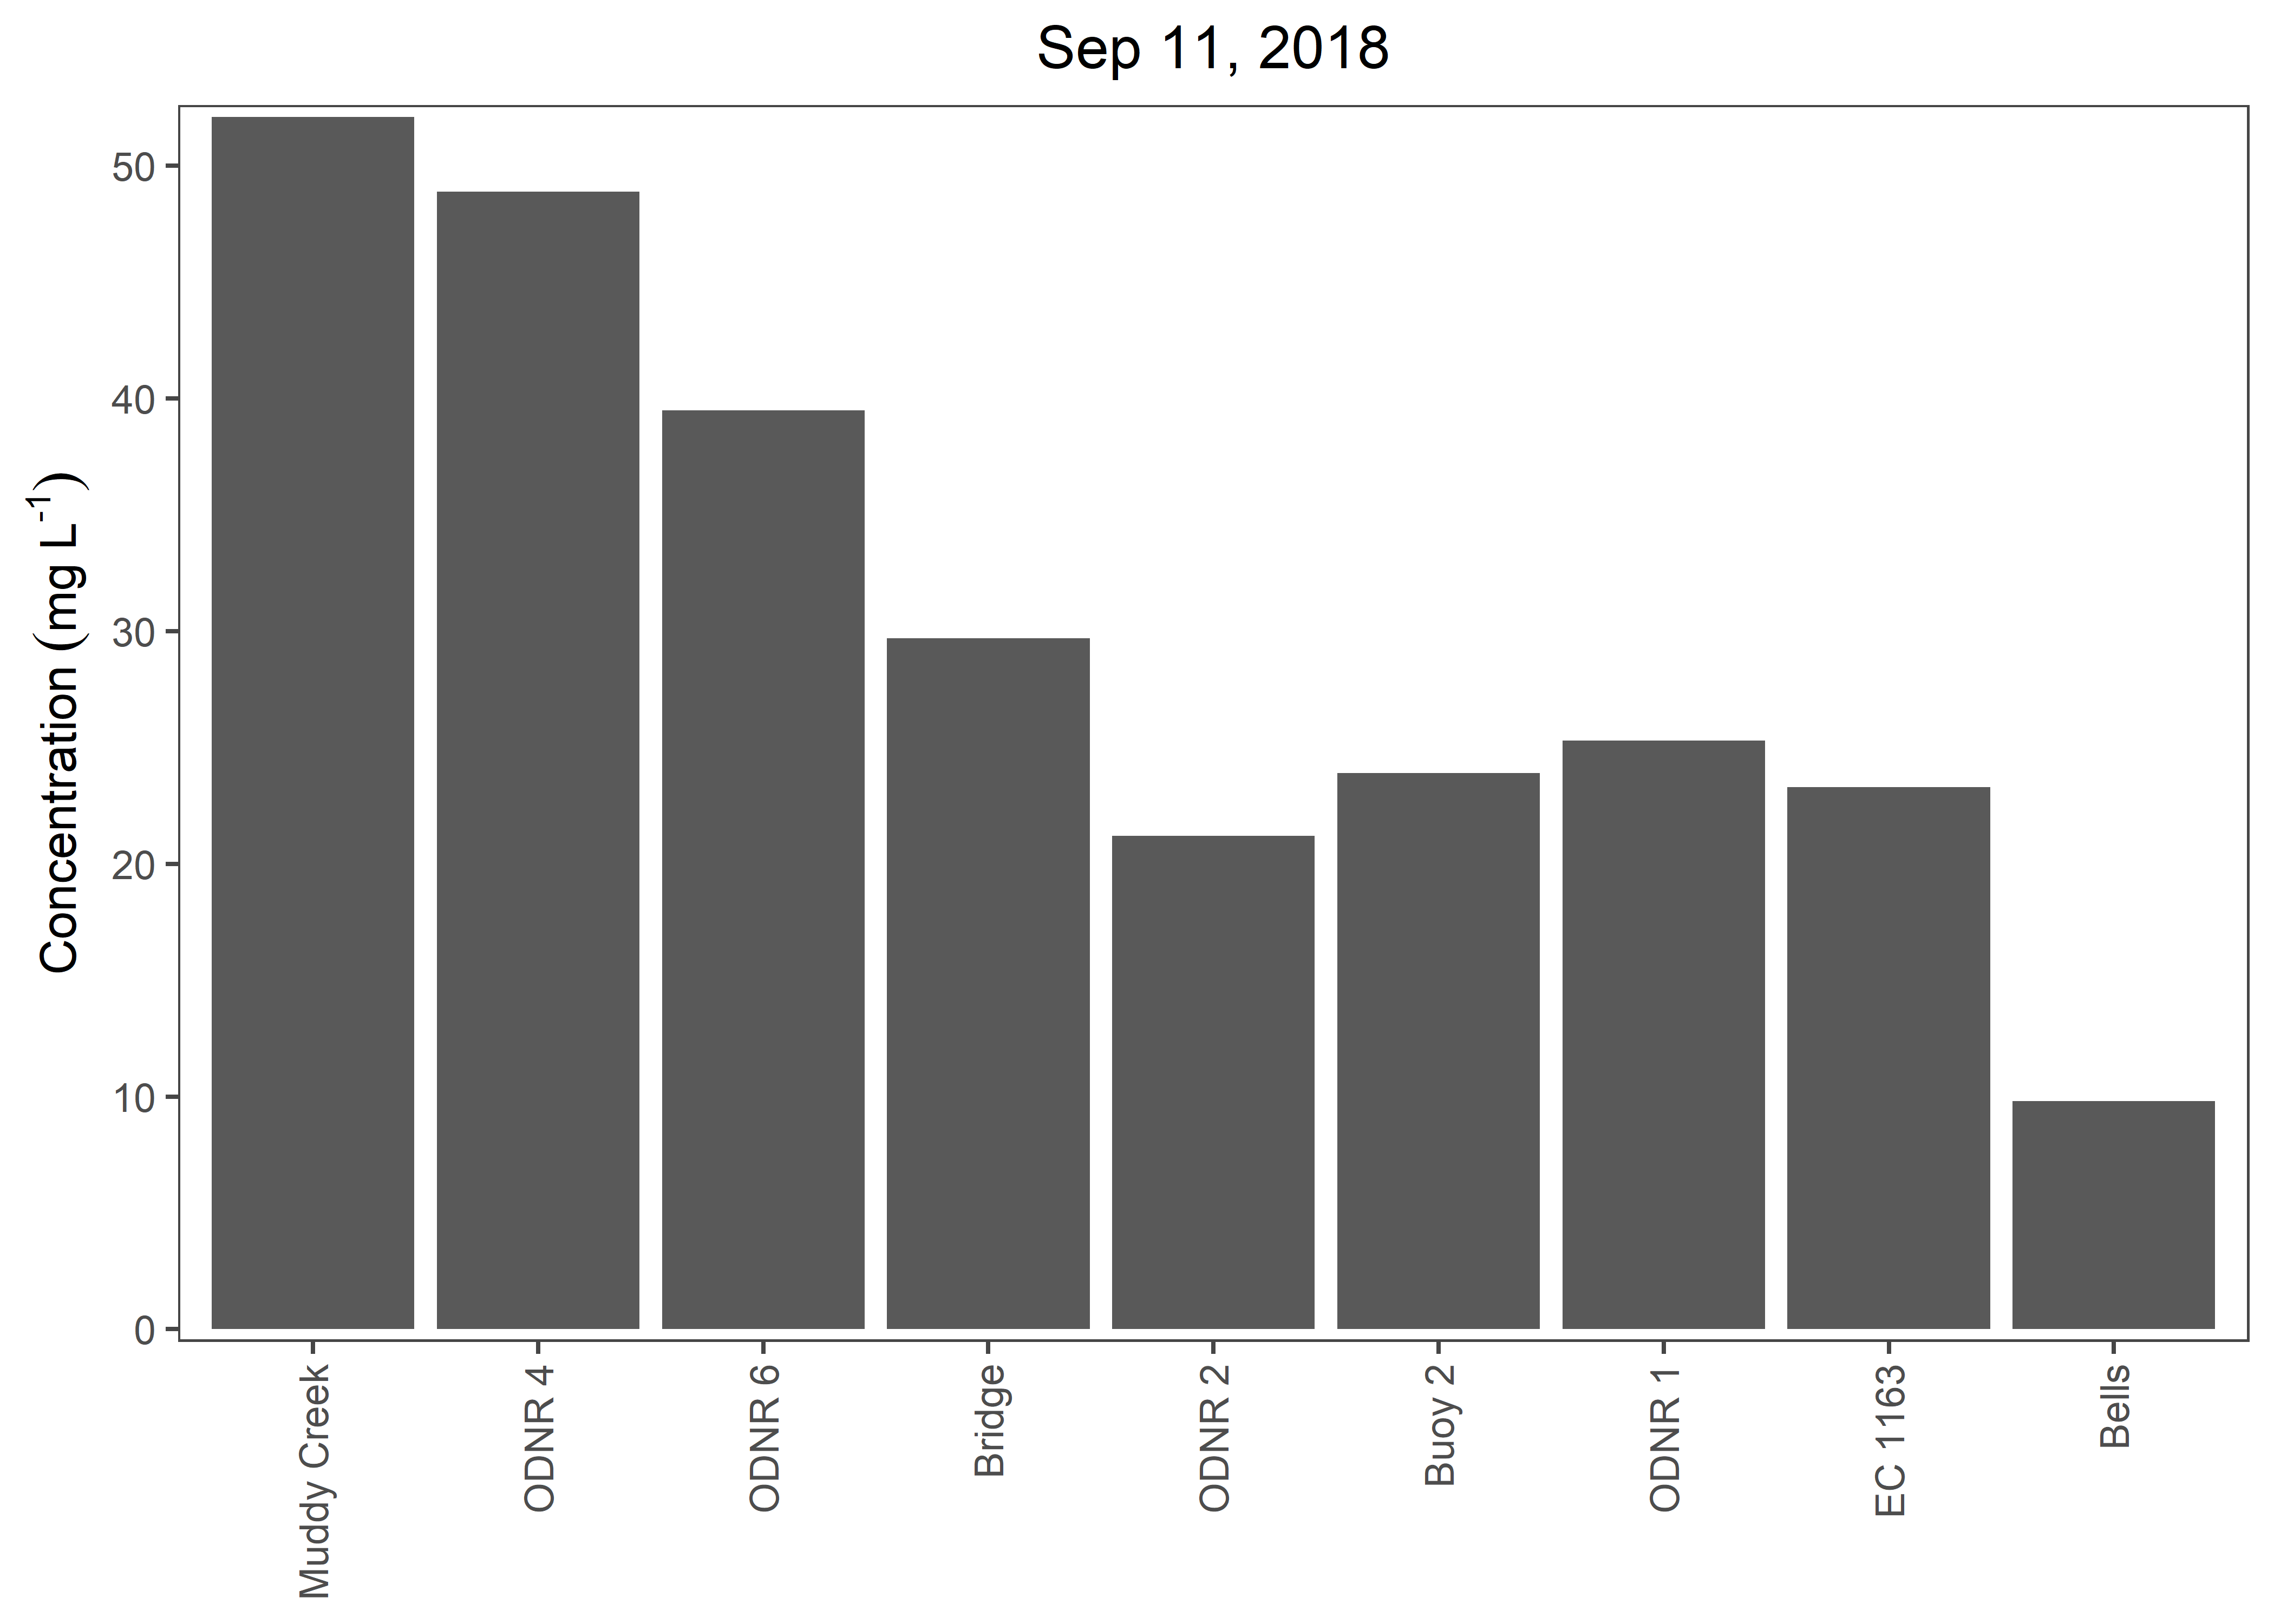 Sep 11, 2018
Concentration (mg L-1)
50
40
30
20
10
0
Muddy Creek
ODNR 4
ODNR 6
Bridge
ODNR 2
Buoy 2
ODNR 1
EC 1163
Bells